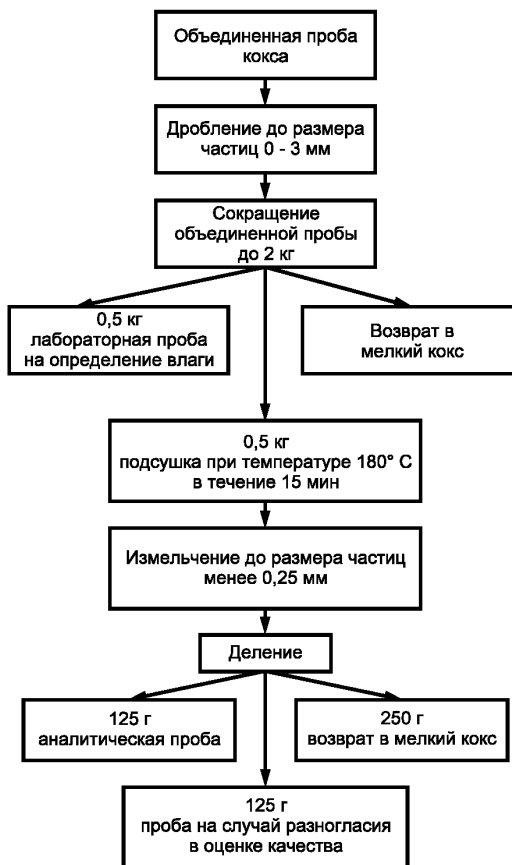 Объединенная проба
кокса
Дробление до размера
частиц 0 - 3 мм
Сокращение
объединенной пробы
до 2 кг
0,5 кг
лабораторная проба
на определение влаги
Возврат в
мелкий кокс
0,5 кг
подсушка при температуре 180° С
в течение 15 мин
Измельчение до размера частиц
менее 0,25 мм
Деление
125 г
аналитическая проба
250 г
возврат в мелкий кокс
125 г
проба на случай разногласия
в оценке качества